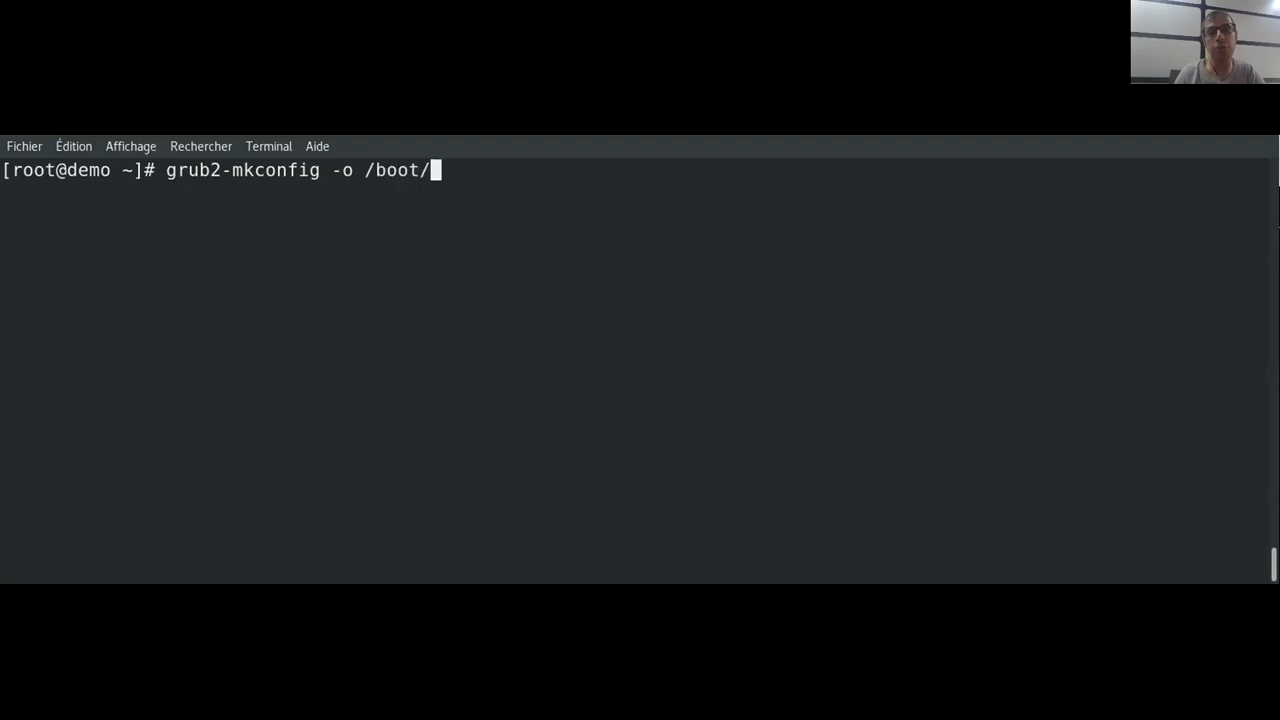 Fichier Édition Affichage Rechercher Terminal Aide
[root@demo ~]# grub2-mkconfig -o /boot/